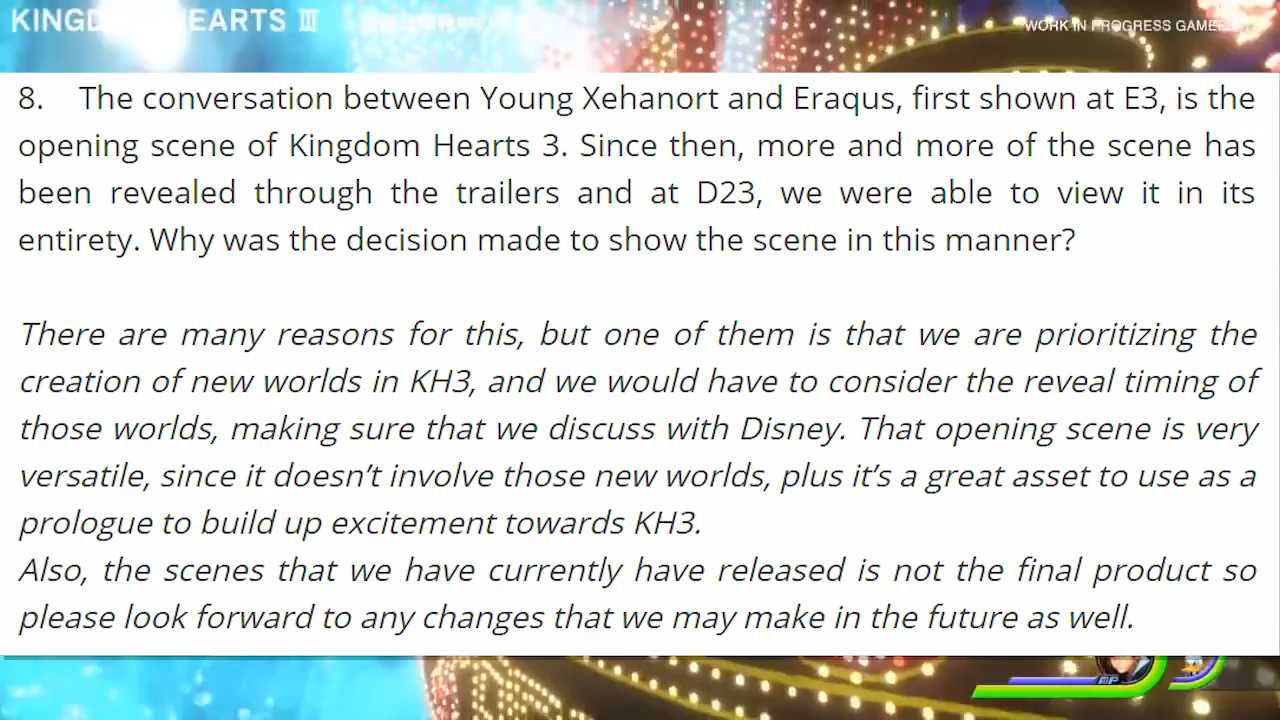 KINGD EARTS III
WORK IN PROGRESS GAME
8. The conversation between Young Xehanort and Eraqus, first shown at E3, is the
opening scene of Kingdom Hearts 3. Since then, more and more of the scene has
been revealed through the trailers and at D23, we were able to view it in its
entirety. Why was the decision made to show the scene in this manner?
There are many reasons for this, but one of them is that we are prioritizing the
creation of new worlds in KH3, and we would have to consider the reveal timing of
those worlds, making sure that we discuss with Disney. That opening scene is very
versatile, since it doesn’t involve those new worlds, plus it’s a great asset to use as a
prologue to build up excitement towards KH3.
Also, the scenes that we have currently have released is not the final product so
please look forward to any changes that we may make in the future as well.
MP